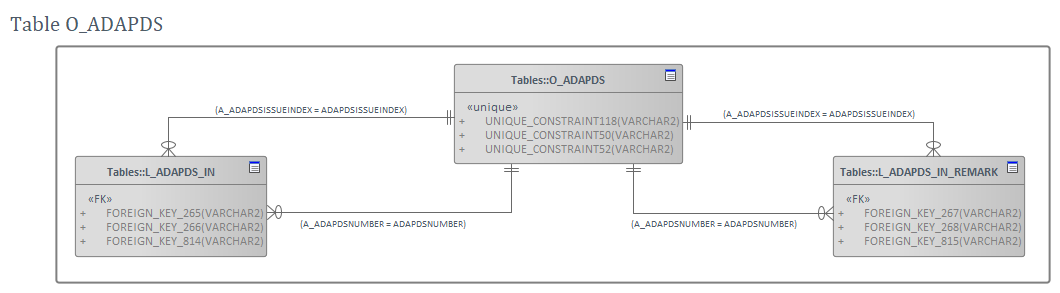 Table O_ADAPDS
Tables::O_ADAPDS
«unique»
+ UNIQUE_CONSTRAINT118(VARCHAR2)
+ UNIQUE_CONSTRAINT50(VARCHAR2)
+ UNIQUE_CONSTRAINT52(VARCHAR2)
(A_ADAPDSISSUEINDEX = ADAPDSISSUEINDEX)
(A_ADAPDSISSUEINDEX = ADAPDSISSUEINDEX)
Tables::L_ADAPDS_IN
«FK»
+ FOREIGN_KEY_265(VARCHAR2)
+ FOREIGN_KEY_266(VARCHAR2)
+ FOREIGN_KEY_814(VARCHAR2)
(A_ADAPDSNUMBER = ADAPDSNUMBER)
(A_ADAPDSNUMBER = ADAPDSNUMBER)
Tables::L_ADAPDS_IN_REMARK
«FK»
+ FOREIGN_KEY_267(VARCHAR2)
+ FOREIGN_KEY_268(VARCHAR2)
+ FOREIGN_KEY_815(VARCHAR2)